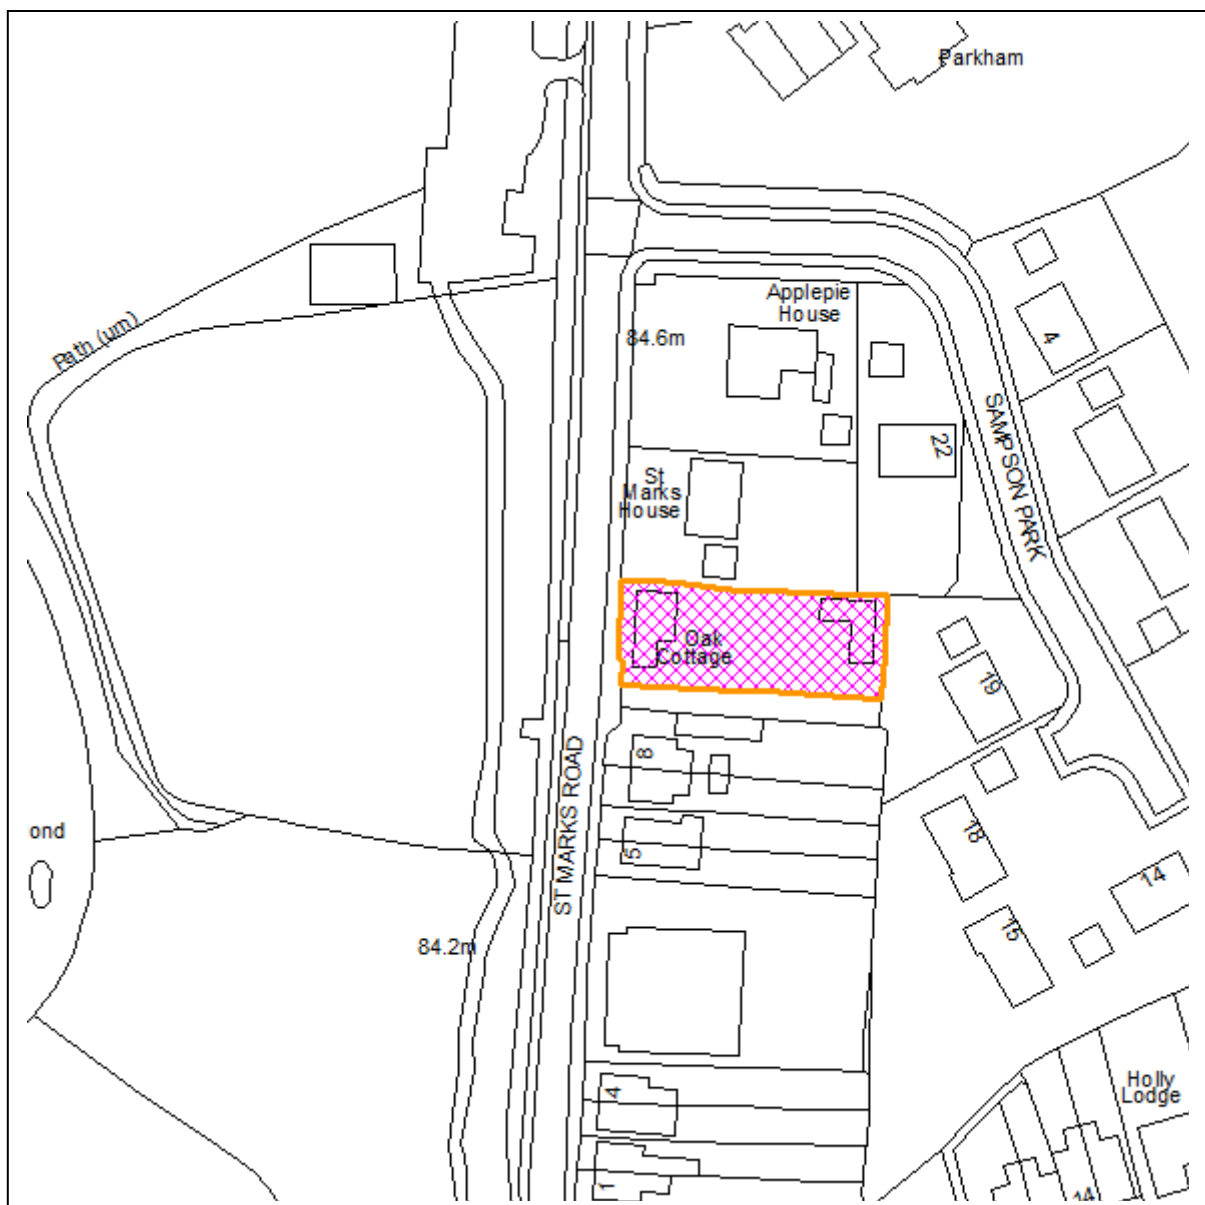 Parkham
Applepie
House
84.6m
Path (um)
4
22
SAMPSON PARK
St
Marks
House
Oak
Cottage
19
8
ST MARKS ROAD
ond
5
18
14
15
84.2m
4
Holly
Lodge
1
14